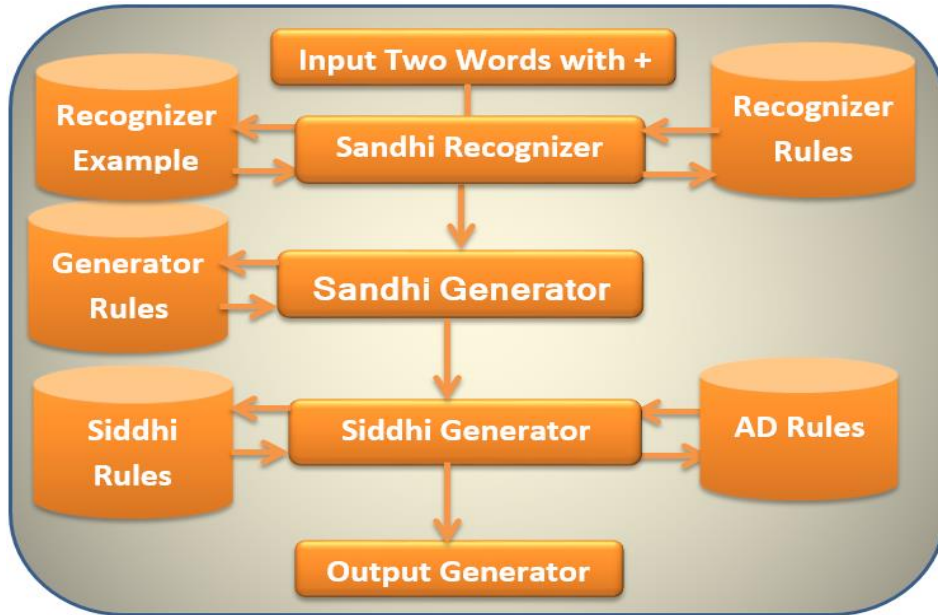 Input Two Words with +
Recognizer
Example
Sandhi Recognizer
Recognizer
Rules
Generator
Rules
Sandhi Generator
Siddhi
Rules
Siddhi Generator
AD Rules
Output Generator